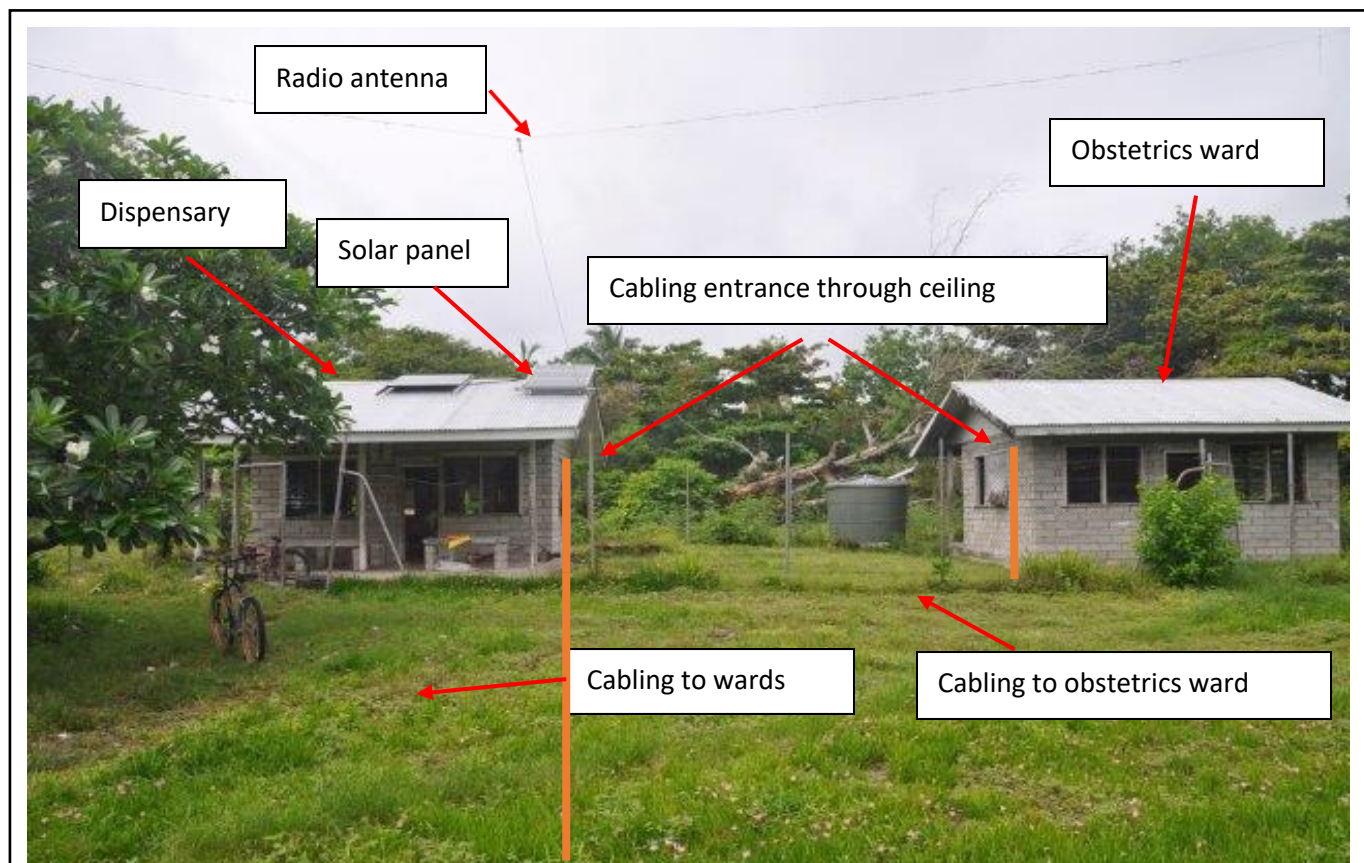 Radio antenna
Obstetrics ward
Dispensary
Solar panel
Cabling entrance through ceiling
Cabling to wards
Cabling to obstetrics ward